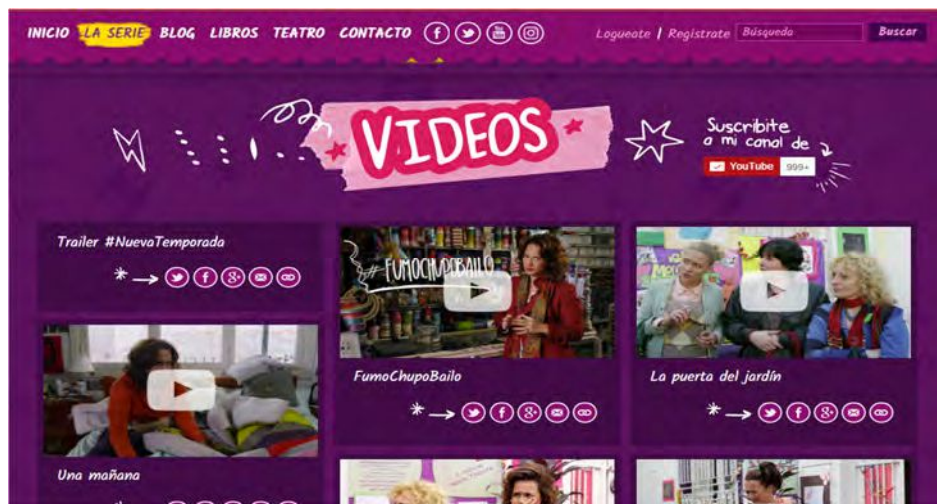 INICIO LA SERIE BLOG LIBROS TEATRO CONTACTO
Logueate | Registrate Búsqueda Buscar
VIDEOS
Suscribite
a mi canal de
YouTube 999+
Trailer #NuevaTemporada
# FUMOCHUPOBAILO
FumoChupoBailo
La puerta del jardín
Una mañana